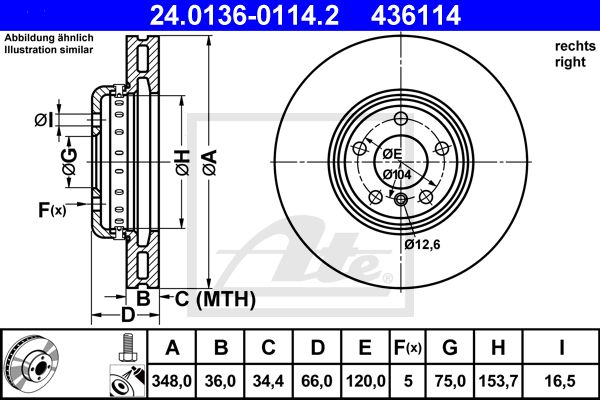 24.0136-0114.2 436114
Abbildung ähnlich
Illustration similar
rechts
right
ØI
ØG
F(x)
ØH
ØA
B
C (MTH)
D
ØE
Ø104
Ø12,6
Ate
A B C D E F(x) G H I
348,0 36,0 34,4 66,0 120,0 5 75,0 153,7 16,5